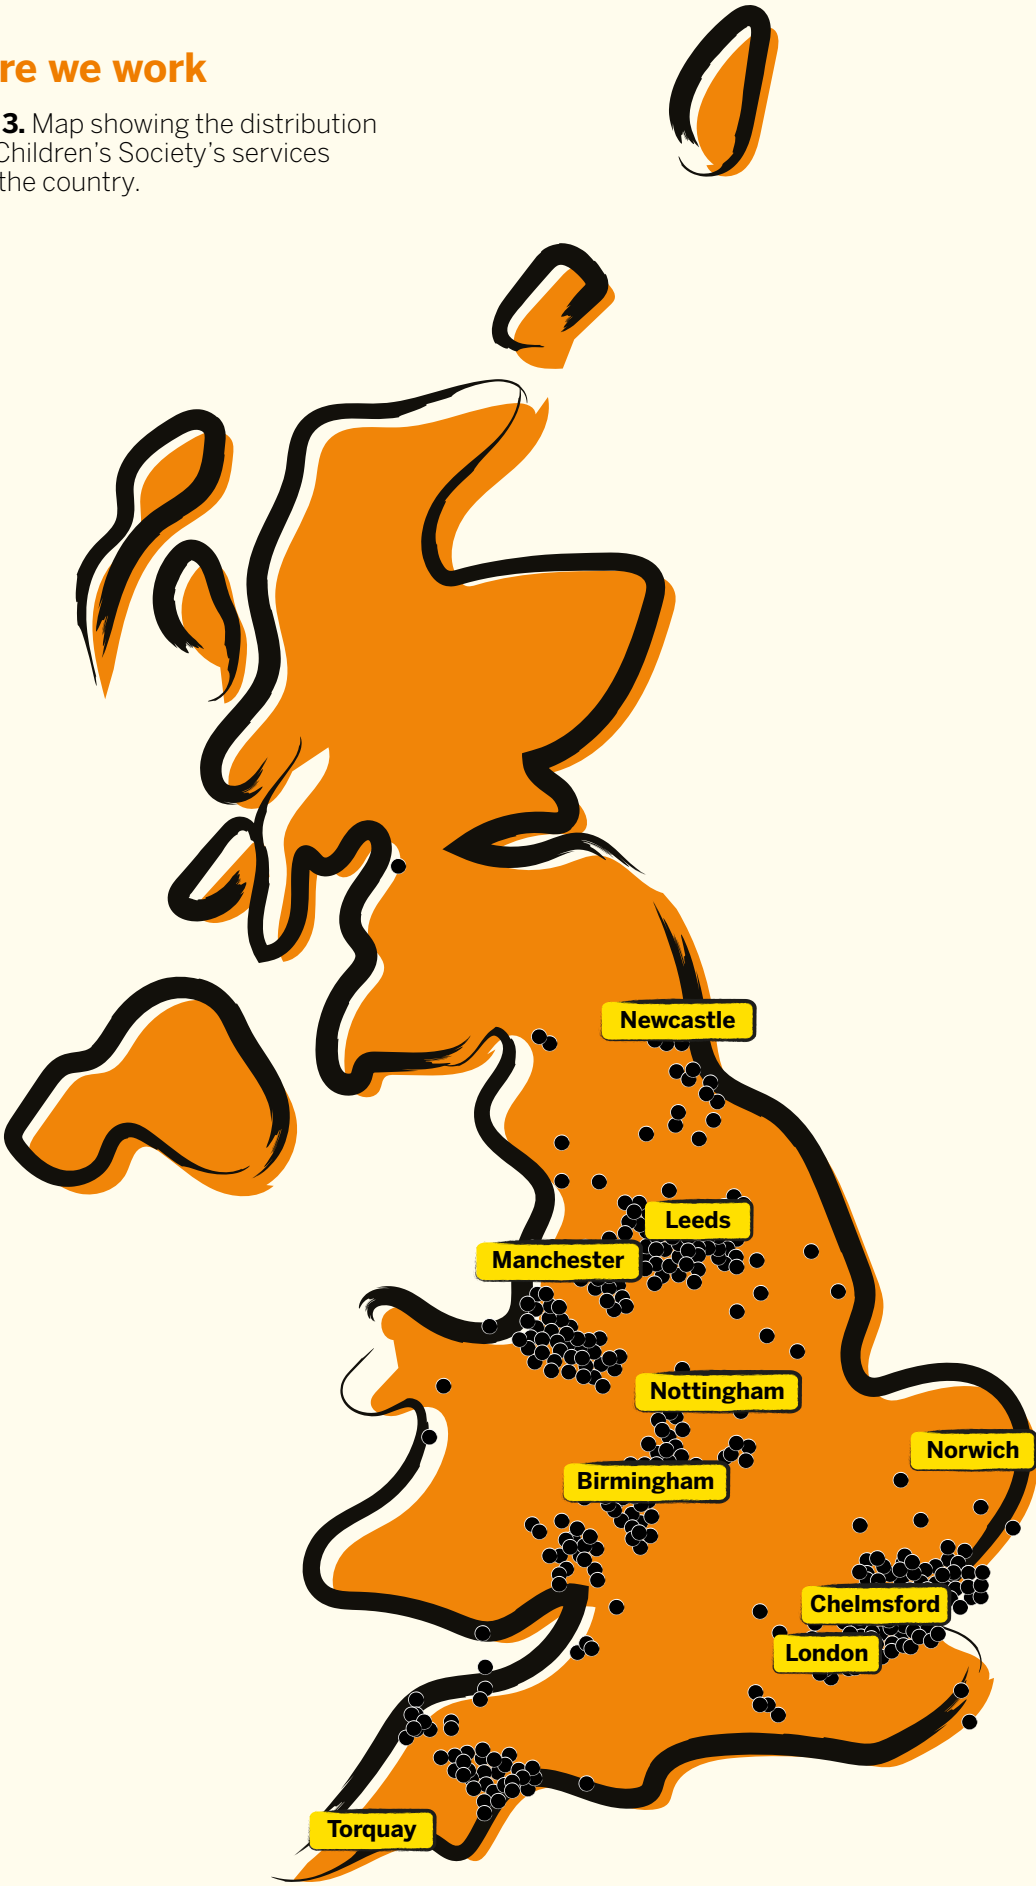 re we work
3. Map showing the distribution
Children's Society's services
the country.
Newcastle
Leeds
Manchester
Nottingham
Norwich
Birmingham
Chelmsford
London
Torquay